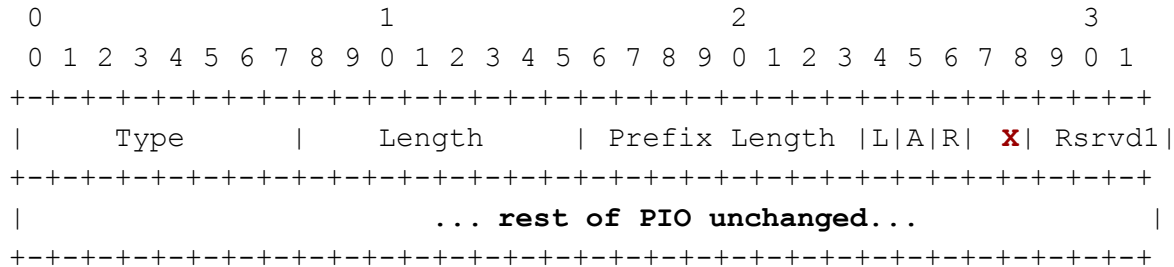 0                   1                   2                   3
 0 1 2 3 4 5 6 7 8 9 0 1 2 3 4 5 6 7 8 9 0 1 2 3 4 5 6 7 8 9 0 1
+-+-+-+-+-+-+-+-+-+-+-+-+-+-+-+-+-+-+-+-+-+-+-+-+-+-+-+-+-+-+-+-+
|     Type      |    Length     | Prefix Length |L|A|R| X| Rsrvd1|
+-+-+-+-+-+-+-+-+-+-+-+-+-+-+-+-+-+-+-+-+-+-+-+-+-+-+-+-+-+-+-+-+
|                       ... rest of PIO unchanged...             |
+-+-+-+-+-+-+-+-+-+-+-+-+-+-+-+-+-+-+-+-+-+-+-+-+-+-+-+-+-+-+-+-+